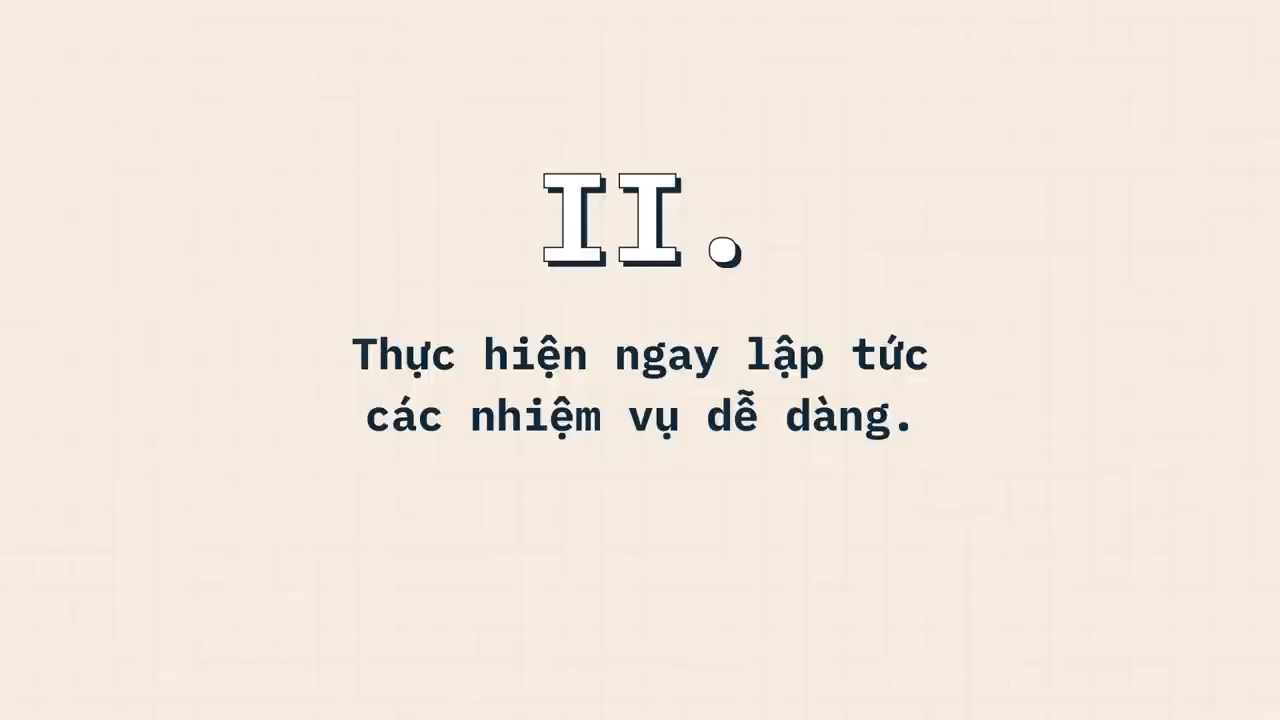 II.
Thực hiện ngay lập tức
các nhiệm vụ dễ dàng.